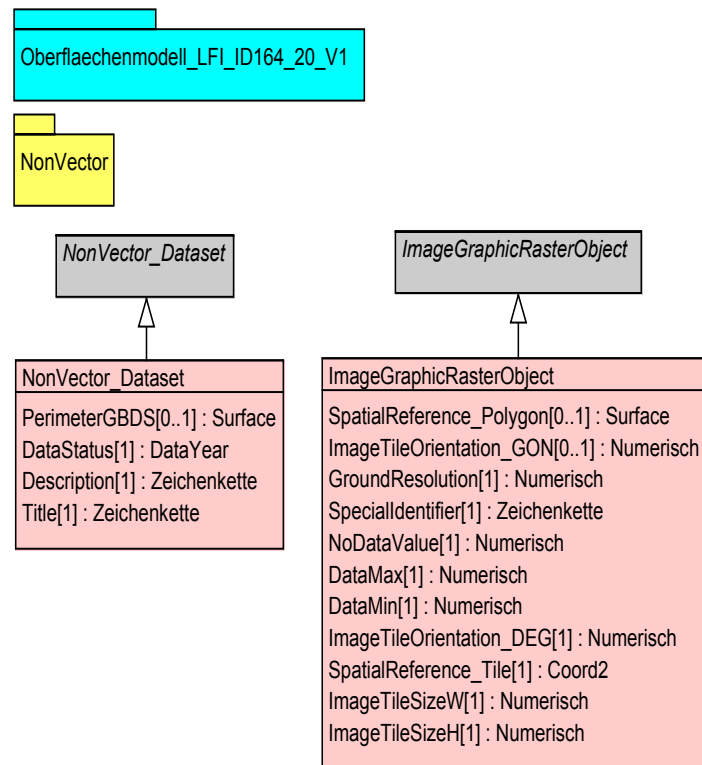 Oberflaechenmodell_LFI_ID164_20_V1
NonVector
NonVector_Dataset
ImageGraphicRasterObject
NonVector_Dataset
PerimeterGBDS[0..1] : Surface
DataStatus[1] : DataYear
Description[1] : Zeichenkette
Title[1] : Zeichenkette
ImageGraphicRasterObject
SpatialReference_Polygon[0..1] : Surface
ImageTileOrientation_GON[0..1] : Numerisch
GroundResolution[1] : Numerisch
SpecialIdentifier[1] : Zeichenkette
NoDataValue[1] : Numerisch
DataMax[1] : Numerisch
DataMin[1] : Numerisch
ImageTileOrientation_DEG[1] : Numerisch
SpatialReference_Tile[1] : Coord2
ImageTileSizeW[1] : Numerisch
ImageTileSizeH[1] : Numerisch